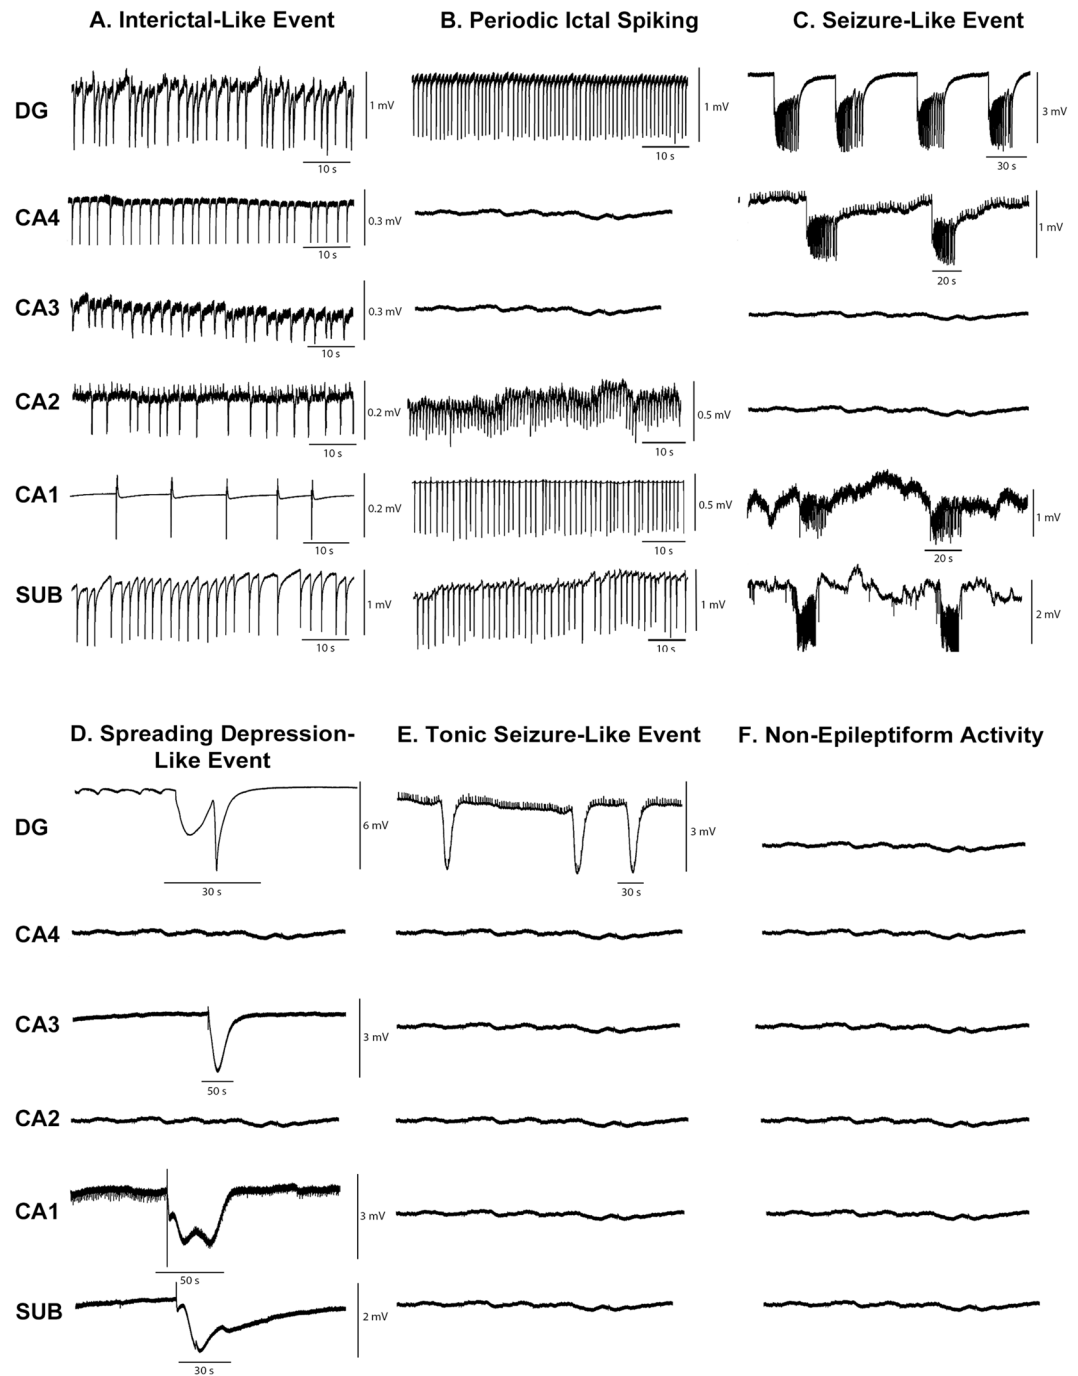 A. Interictal-Like Event
B. Periodic Ictal Spiking
C. Seizure-Like Event
DG
1 mV
10 s
1 mV
10 s
3 mV
30 s
CA4
0.3 mV
10 s
1 mV
20 s
CA3
0.3 mV
10 s
CA2
0.2 mV
10 s
0.5 mV
10 s
CA1
0.2 mV
10 s
0.5 mV
10 s
1 mV
20 s
SUB
1 mV
10 s
1 mV
10 s
2 mV
D. Spreading Depression-
Like Event
E. Tonic Seizure-Like Event
F. Non-Epileptiform Activity
DG
6 mV
30 s
3 mV
30 s
CA4
CA3
3 mV
50 s
CA2
CA1
3 mV
50 s
SUB
2 mV
30 s